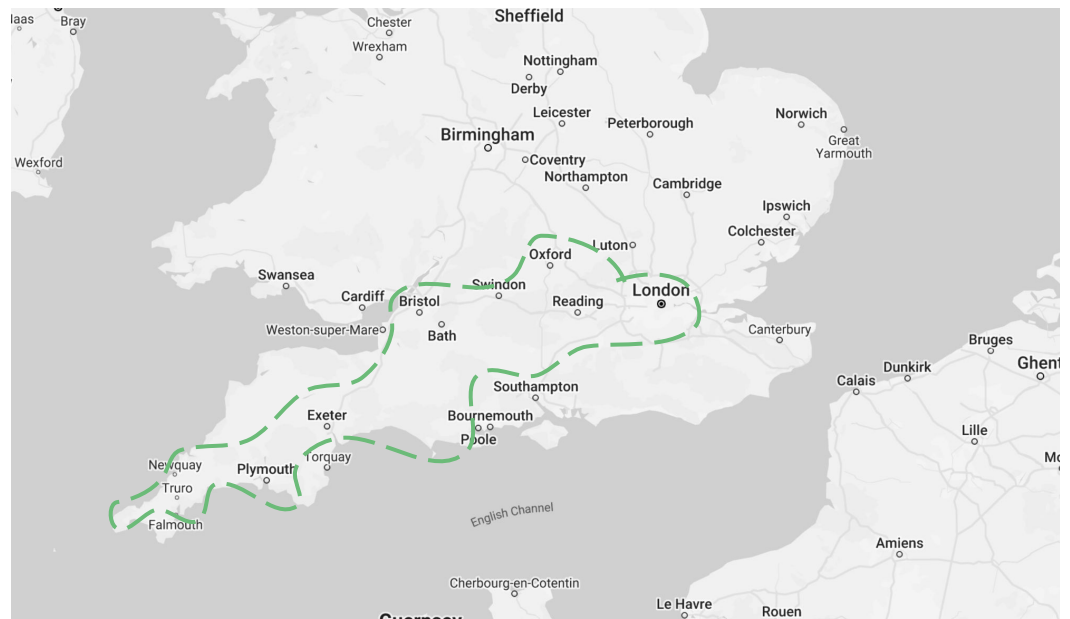 Sheffield
Bray
Chester
Wrexham
Nottingham
Derby
Leicester
Peterborough
Norwich
Great
Yarmouth
Birmingham
Coventry
Northampton
Cambridge
Wexford
Ipswich
Colchester
Luton
Oxford
Swansea
Cardiff
Swindon
London
Bristol
Reading
Weston-super-Mare
Bath
Canterbury
Bruges
Ghent
Dunkirk
Calais
Southampton
Exeter
Bournemouth
Poole
Lille
Newquay
Plymouth
Torquay
Truro
Falmouth
English Channel
Amiens
Cherbourg-en-Cotentin
Le Havre
Rouen
Guernsey